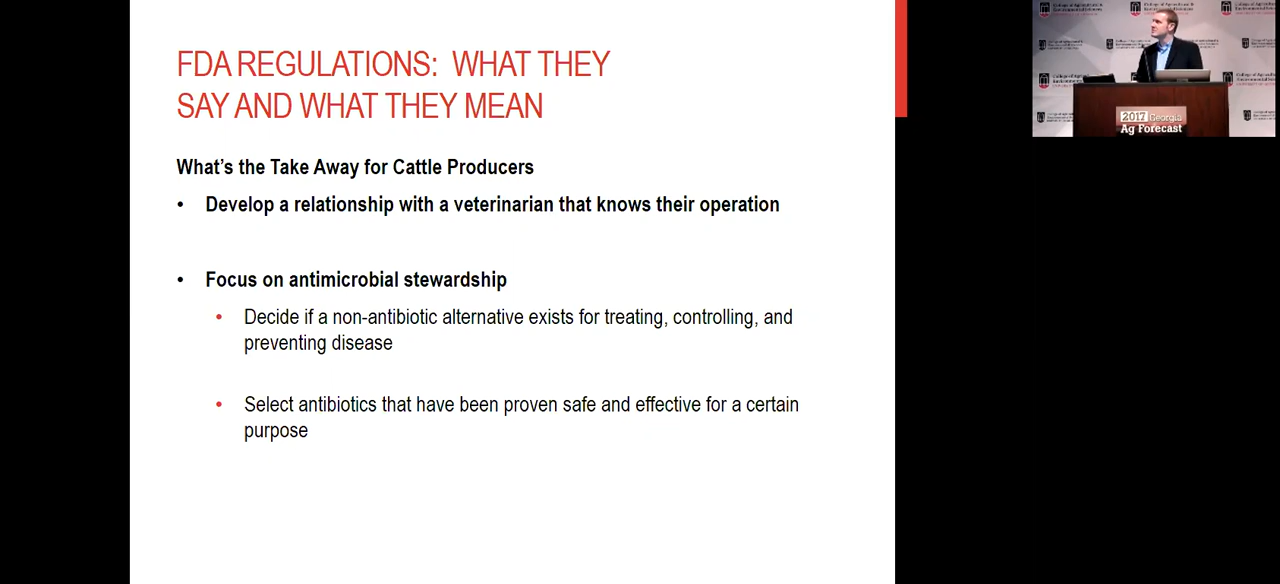 FDA REGULATIONS: WHAT THEY
SAY AND WHAT THEY MEAN
What's the Take Away for Cattle Producers
• Develop a relationship with a veterinarian that knows their operation
• Focus on antimicrobial stewardship
• Decide if a non-antibiotic alternative exists for treating, controlling, and
preventing disease
• Select antibiotics that have been proven safe and effective for a certain
purpose
2017 Georgia
Ag Forecast